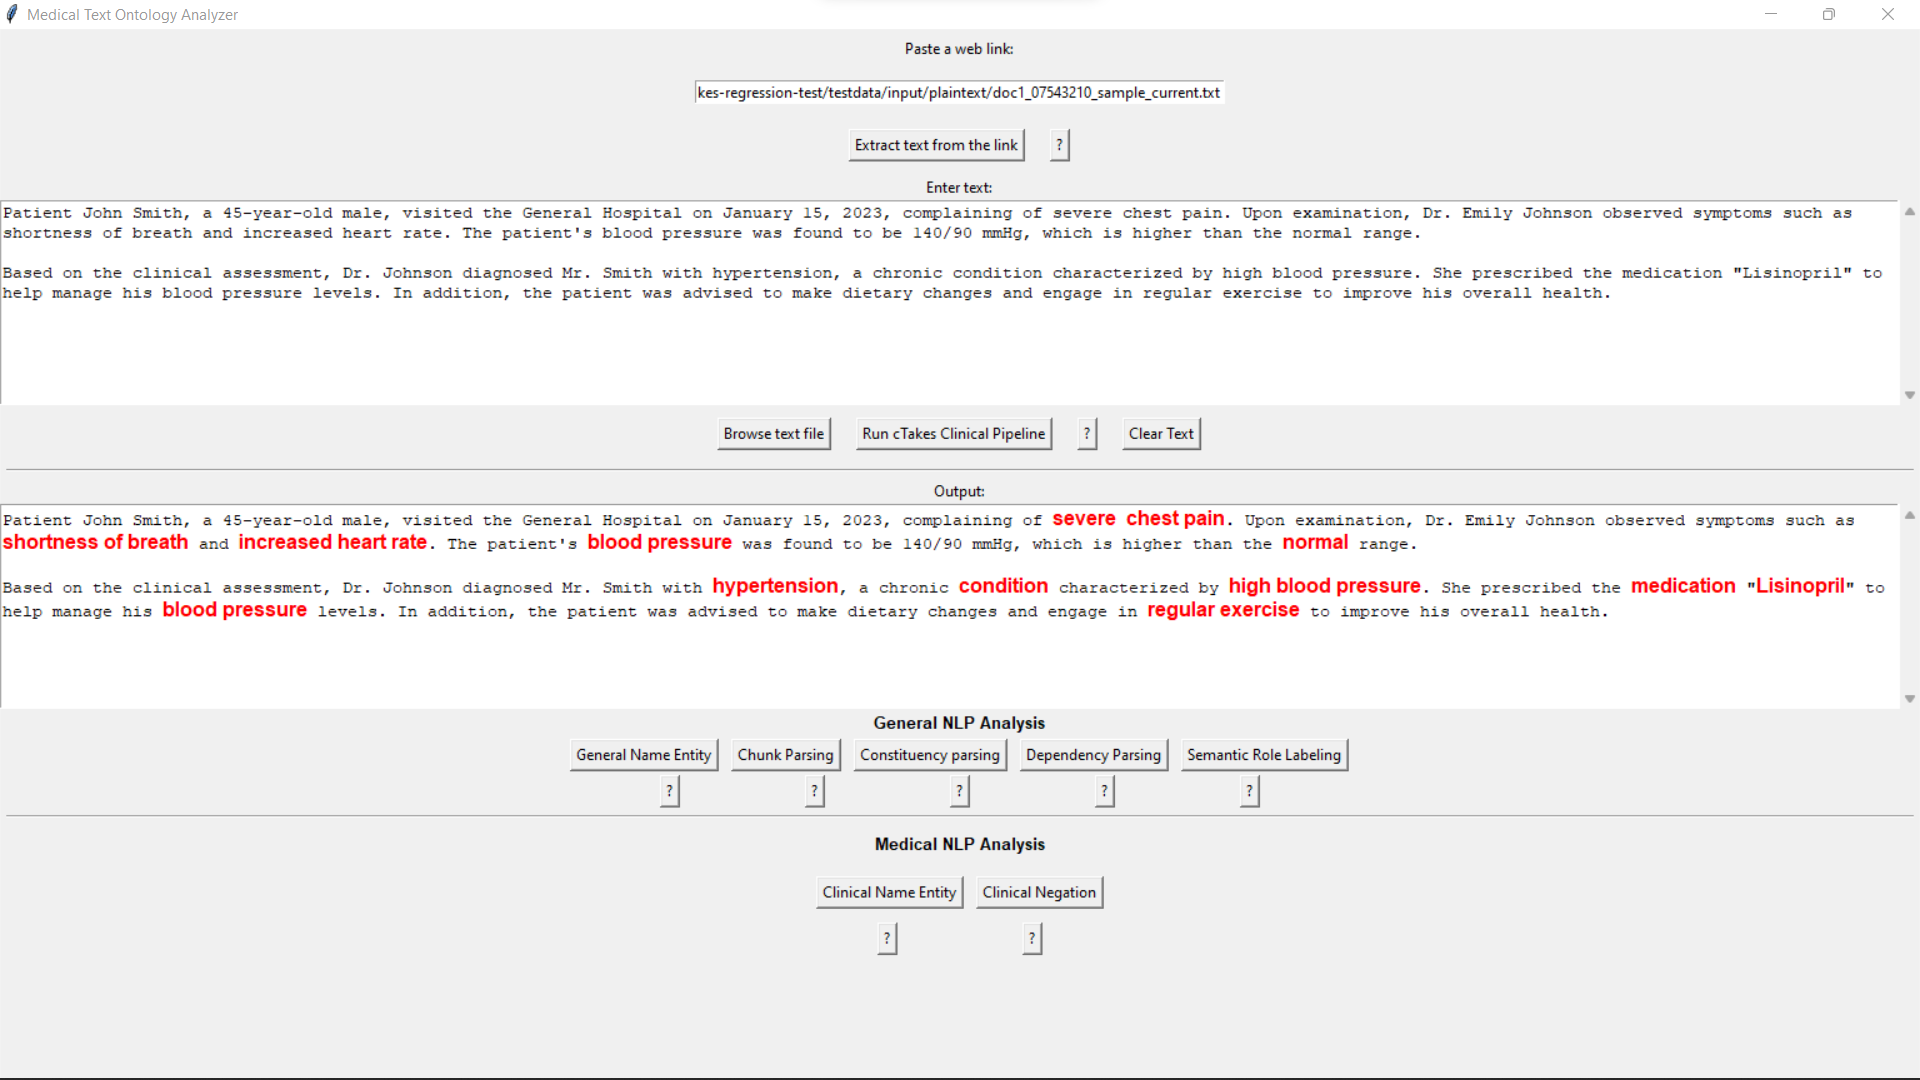 Medical Text Ontology Analyzer
Paste a web link:
kes-regression-test/testdata/input/plaintext/doc1_07543210_sample_current.txt
Extract text from the link ?
Enter text:
Patient John Smith, a 45-year-old male, visited the General Hospital on January 15, 2023, complaining of severe chest pain. Upon examination, Dr. Emily Johnson observed symptoms such as
shortness of breath and increased heart rate. The patient's blood pressure was found to be 140/90 mmHg, which is higher than the normal range.
Based on the clinical assessment, Dr. Johnson diagnosed Mr. Smith with hypertension, a chronic condition characterized by high blood pressure. She prescribed the medication "Lisinopril" to
help manage his blood pressure levels. In addition, the patient was advised to make dietary changes and engage in regular exercise to improve his overall health.
Browse text file Run cTakes Clinical Pipeline ? Clear Text
Output:
Patient John Smith, a 45-year-old male, visited the General Hospital on January 15, 2023, complaining of severe chest pain. Upon examination, Dr. Emily Johnson observed symptoms such as
shortness of breath and increased heart rate. The patient's blood pressure was found to be 140/90 mmHg, which is higher than the normal range.
Based on the clinical assessment, Dr. Johnson diagnosed Mr. Smith with hypertension, a chronic condition characterized by high blood pressure. She prescribed the medication "Lisinopril" to
help manage his blood pressure levels. In addition, the patient was advised to make dietary changes and engage in regular exercise to improve his overall health.
General NLP Analysis
General Name Entity Chunk Parsing Constituency parsing Dependency Parsing Semantic Role Labeling
? ? ? ? ?
Medical NLP Analysis
Clinical Name Entity Clinical Negation
? ?